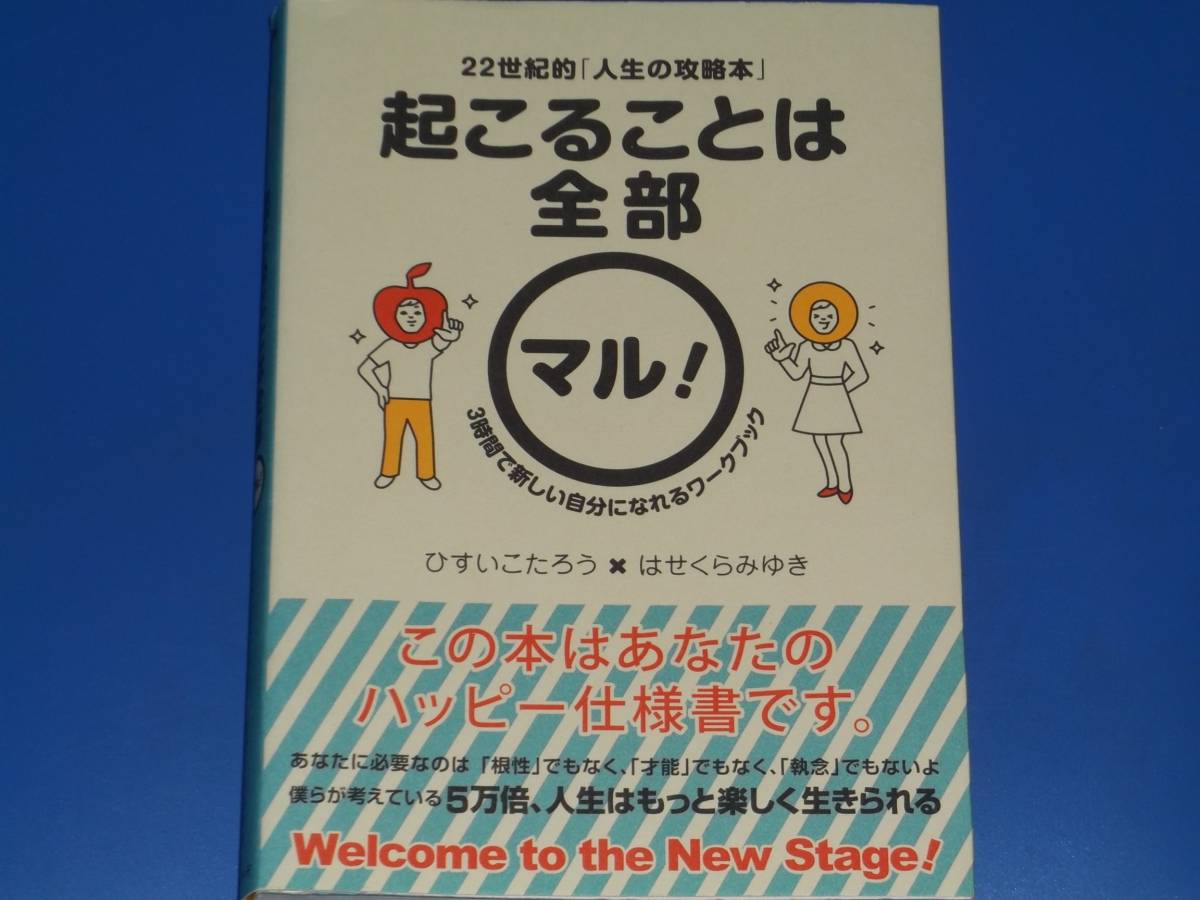 22世紀的「人生の攻略本」
起こることは
全部
マル!
3時間で新しい自分になれるワークブック
ひすいこたろう×はせくらみゆき
この本はあなたの
ハッピー仕様書です。
あなたに必要なのは「根性」でもなく、「才能」でもなく、「執念」でもないよ
僕らが考えている5万倍、人生はもっと楽しく生きられる
Welcome to the New Stage!